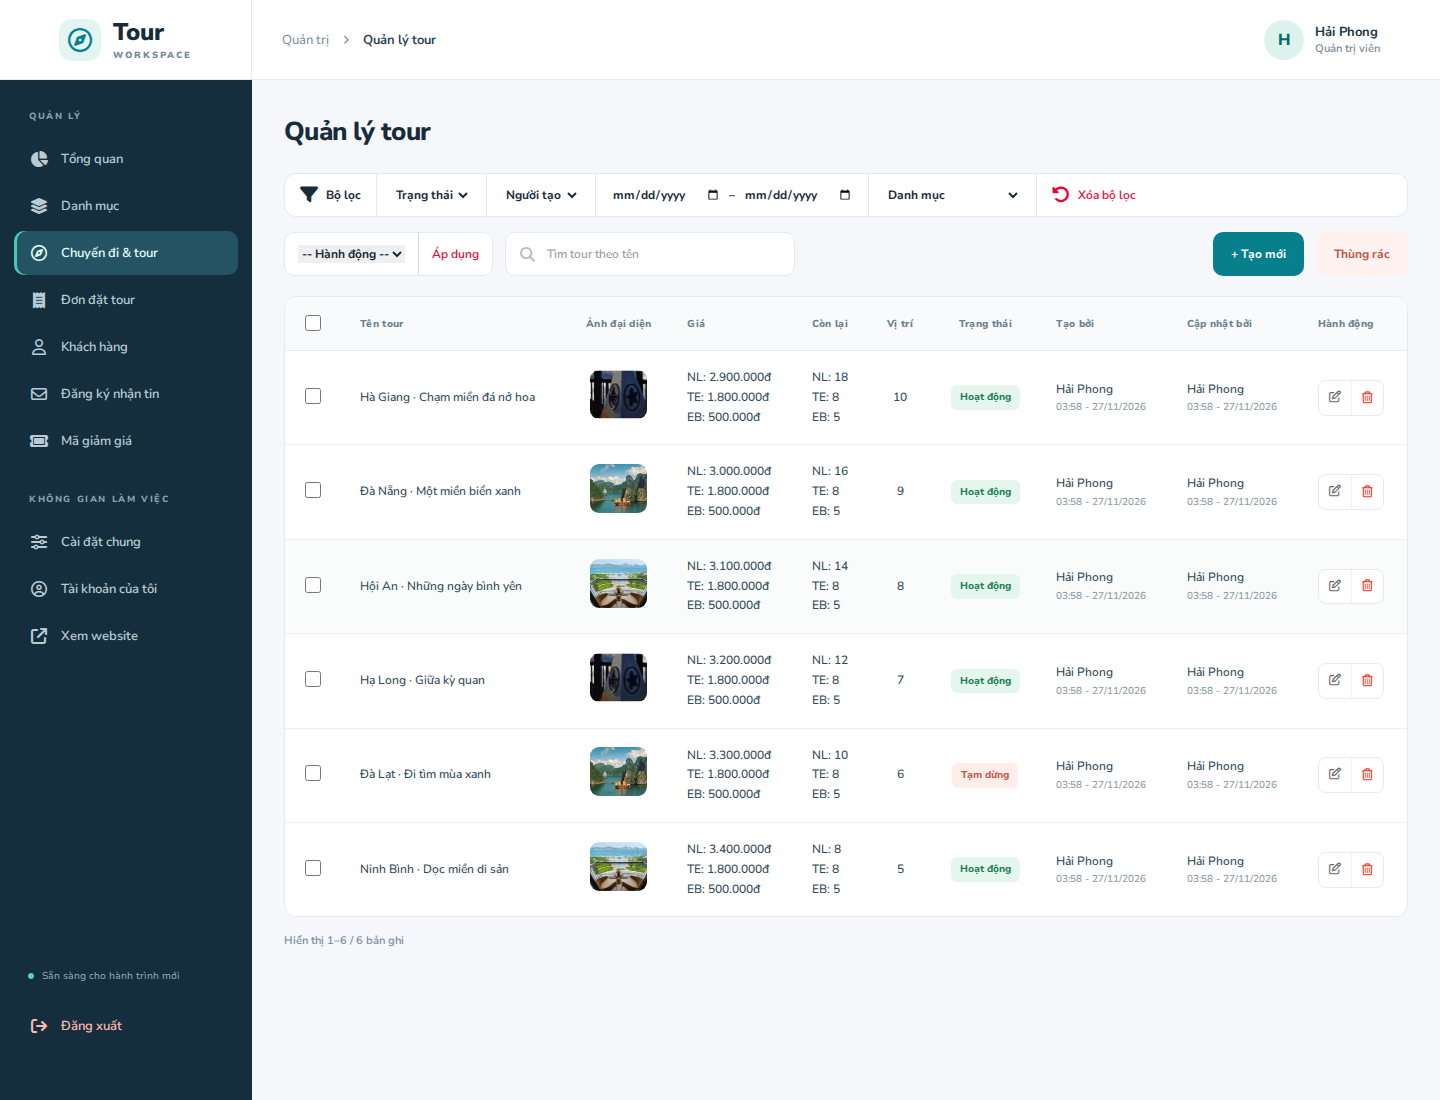 Tour
WORKSPACE
Quản trị > Quản lý tour
H
Hải Phong
Quản trị viên
QUẢN LÝ
Tổng quan
Danh mục
Chuyến đi & tour
Đơn đặt tour
Khách hàng
Đăng ký nhận tin
Mã giảm giá
KHÔNG GIAN LÀM VIỆC
Cài đặt chung
Tài khoản của tôi
Xem website
Sẵn sàng cho hành trình mới
Đăng xuất
Quản lý tour
Bộ lọc Trạng thái Người tạo mm/dd/yyyy – mm/dd/yyyy Danh mục Xóa bộ lọc
-- Hành động -- Áp dụng Tìm tour theo tên + Tạo mới Thùng rác
Tên tour Ảnh đại diện Giá Còn lại Vị trí Trạng thái Tạo bởi Cập nhật bởi Hành động
Hà Giang · Chạm miền đá nở hoa
NL: 2.900.000đ
TE: 1.800.000đ
EB: 500.000đ
NL: 18
TE: 8
EB: 5
10
Hoạt động
Hải Phong
03:58 - 27/11/2026
Hải Phong
03:58 - 27/11/2026
Đà Nẵng · Một miền biển xanh
NL: 3.000.000đ
TE: 1.800.000đ
EB: 500.000đ
NL: 16
TE: 8
EB: 5
9
Hoạt động
Hải Phong
03:58 - 27/11/2026
Hải Phong
03:58 - 27/11/2026
Hội An · Những ngày bình yên
NL: 3.100.000đ
TE: 1.800.000đ
EB: 500.000đ
NL: 14
TE: 8
EB: 5
8
Hoạt động
Hải Phong
03:58 - 27/11/2026
Hải Phong
03:58 - 27/11/2026
Hạ Long · Giữa kỳ quan
NL: 3.200.000đ
TE: 1.800.000đ
EB: 500.000đ
NL: 12
TE: 8
EB: 5
7
Hoạt động
Hải Phong
03:58 - 27/11/2026
Hải Phong
03:58 - 27/11/2026
Đà Lạt · Đi tìm mùa xanh
NL: 3.300.000đ
TE: 1.800.000đ
EB: 500.000đ
NL: 10
TE: 8
EB: 5
6
Tạm dừng
Hải Phong
03:58 - 27/11/2026
Hải Phong
03:58 - 27/11/2026
Ninh Bình · Dọc miền di sản
NL: 3.400.000đ
TE: 1.800.000đ
EB: 500.000đ
NL: 8
TE: 8
EB: 5
5
Hoạt động
Hải Phong
03:58 - 27/11/2026
Hải Phong
03:58 - 27/11/2026
Hiển thị 1–6 / 6 bản ghi